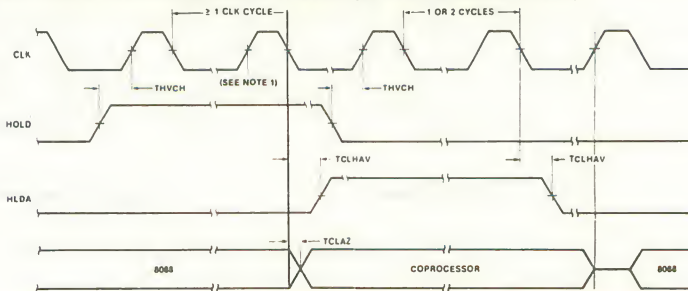 ≥ 1 CLK CYCLE
1 OR 2 CYCLES
CLK
THVCH
(SEE NOTE 1)
THVCH
HOLD
TCLHAV
TCLHAV
HLDA
TCLAZ
8088
COPROCESSOR
8088